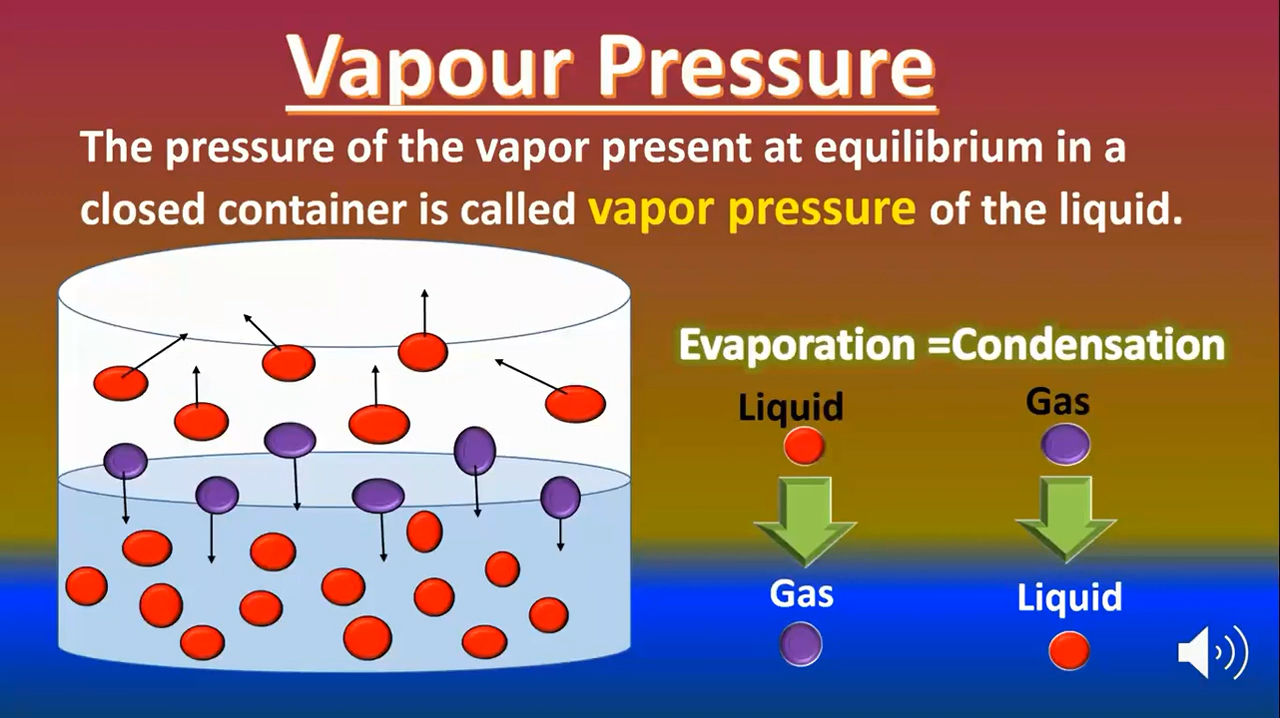 Vapour Pressure
The pressure of the vapor present at equilibrium in a
closed container is called vapor pressure of the liquid.
Evaporation =Condensation
Liquid
Gas
Gas
Liquid